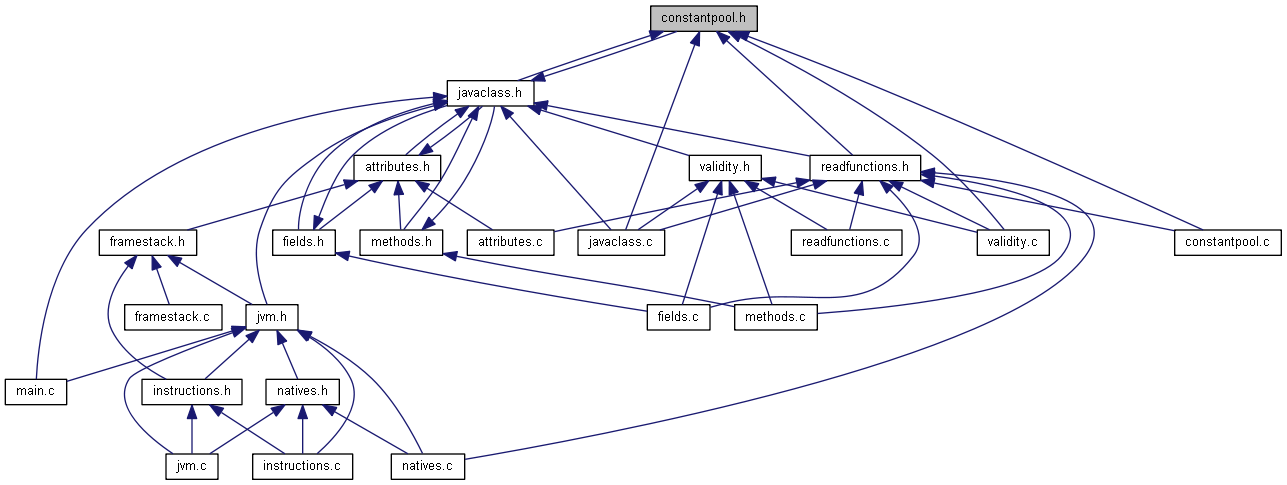 constantpool.h
javaclass.h
attributes.h
validity.h
readfunctions.h
framestack.h
fields.h
methods.h
attributes.c
javaclass.c
readfunctions.c
validity.c
constantpool.c
framestack.c
jvm.h
fields.c
methods.c
main.c
instructions.h
natives.h
jvm.c
instructions.c
natives.c